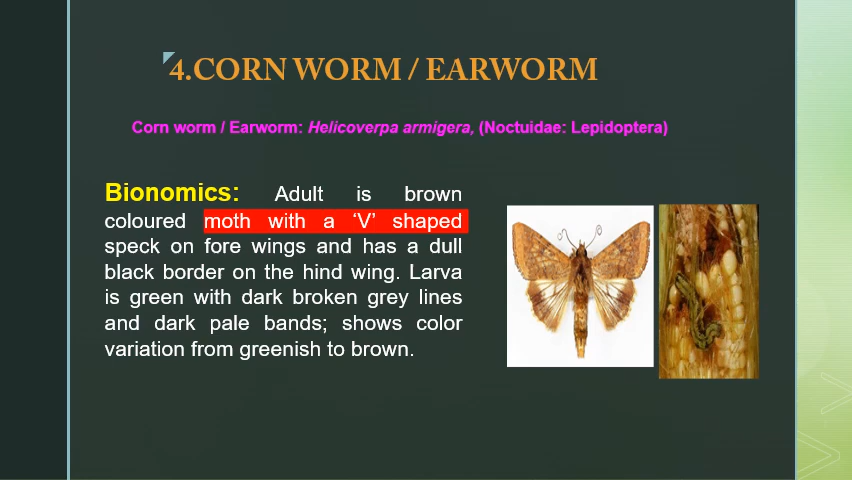 4.CORN WORM / EARWORM
Corn worm / Earworm: Helicoverpa armigera, (Noctuidae: Lepidoptera)
Bionomics: Adult is brown
coloured moth with a ‘V’ shaped
speck on fore wings and has a dull
black border on the hind wing. Larva
is green with dark broken grey lines
and dark pale bands; shows color
variation from greenish to brown.